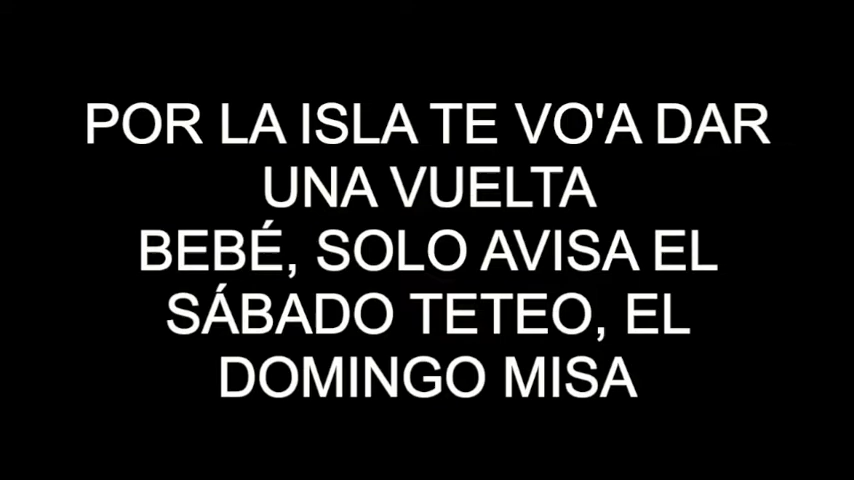 POR LA ISLA TE VO'A DAR
UNA VUELTA
BEBÉ, SOLO AVISA EL
SÁBADO TETEO, EL
DOMINGO MISA